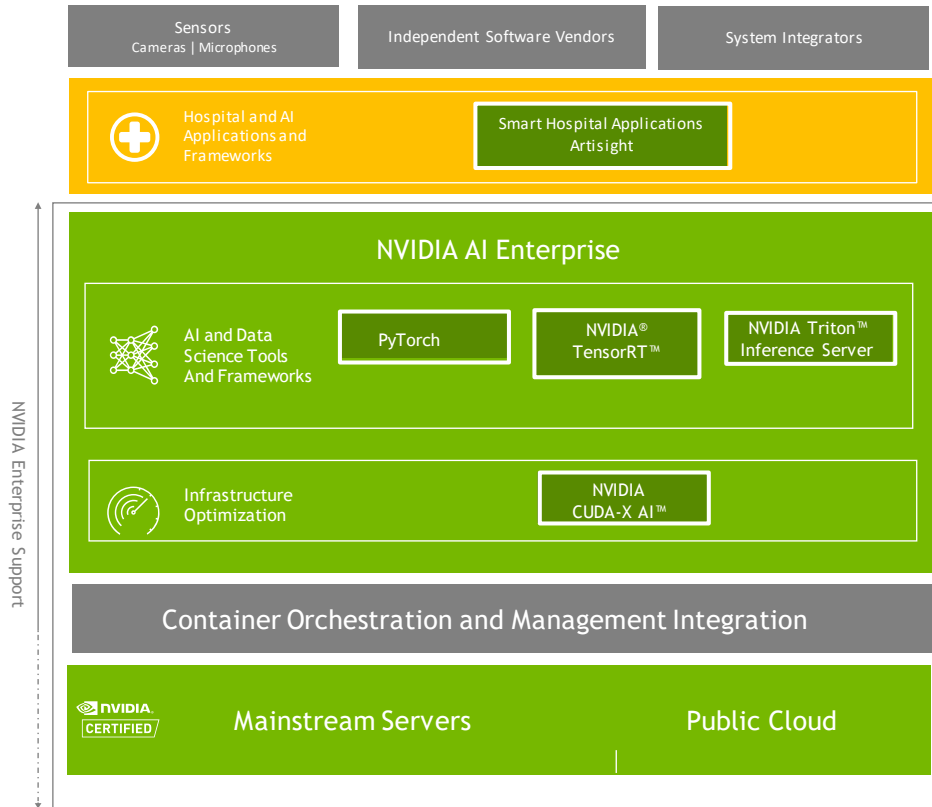 Sensors
Cameras | Microphones
Independent Software Vendors
System Integrators
Hospital and AI
Applications and
Frameworks
Smart Hospital Applications
Artisight
NVIDIA AI Enterprise
AI and Data
Science Tools
And Frameworks
PyTorch
NVIDIA®
TensorRT™
NVIDIA Triton™
Inference Server
Infrastructure
Optimization
NVIDIA
CUDA-X AI™
NVIDIA Enterprise Support
Container Orchestration and Management Integration
NVIDIA.
CERTIFIED
Mainstream Servers
Public Cloud